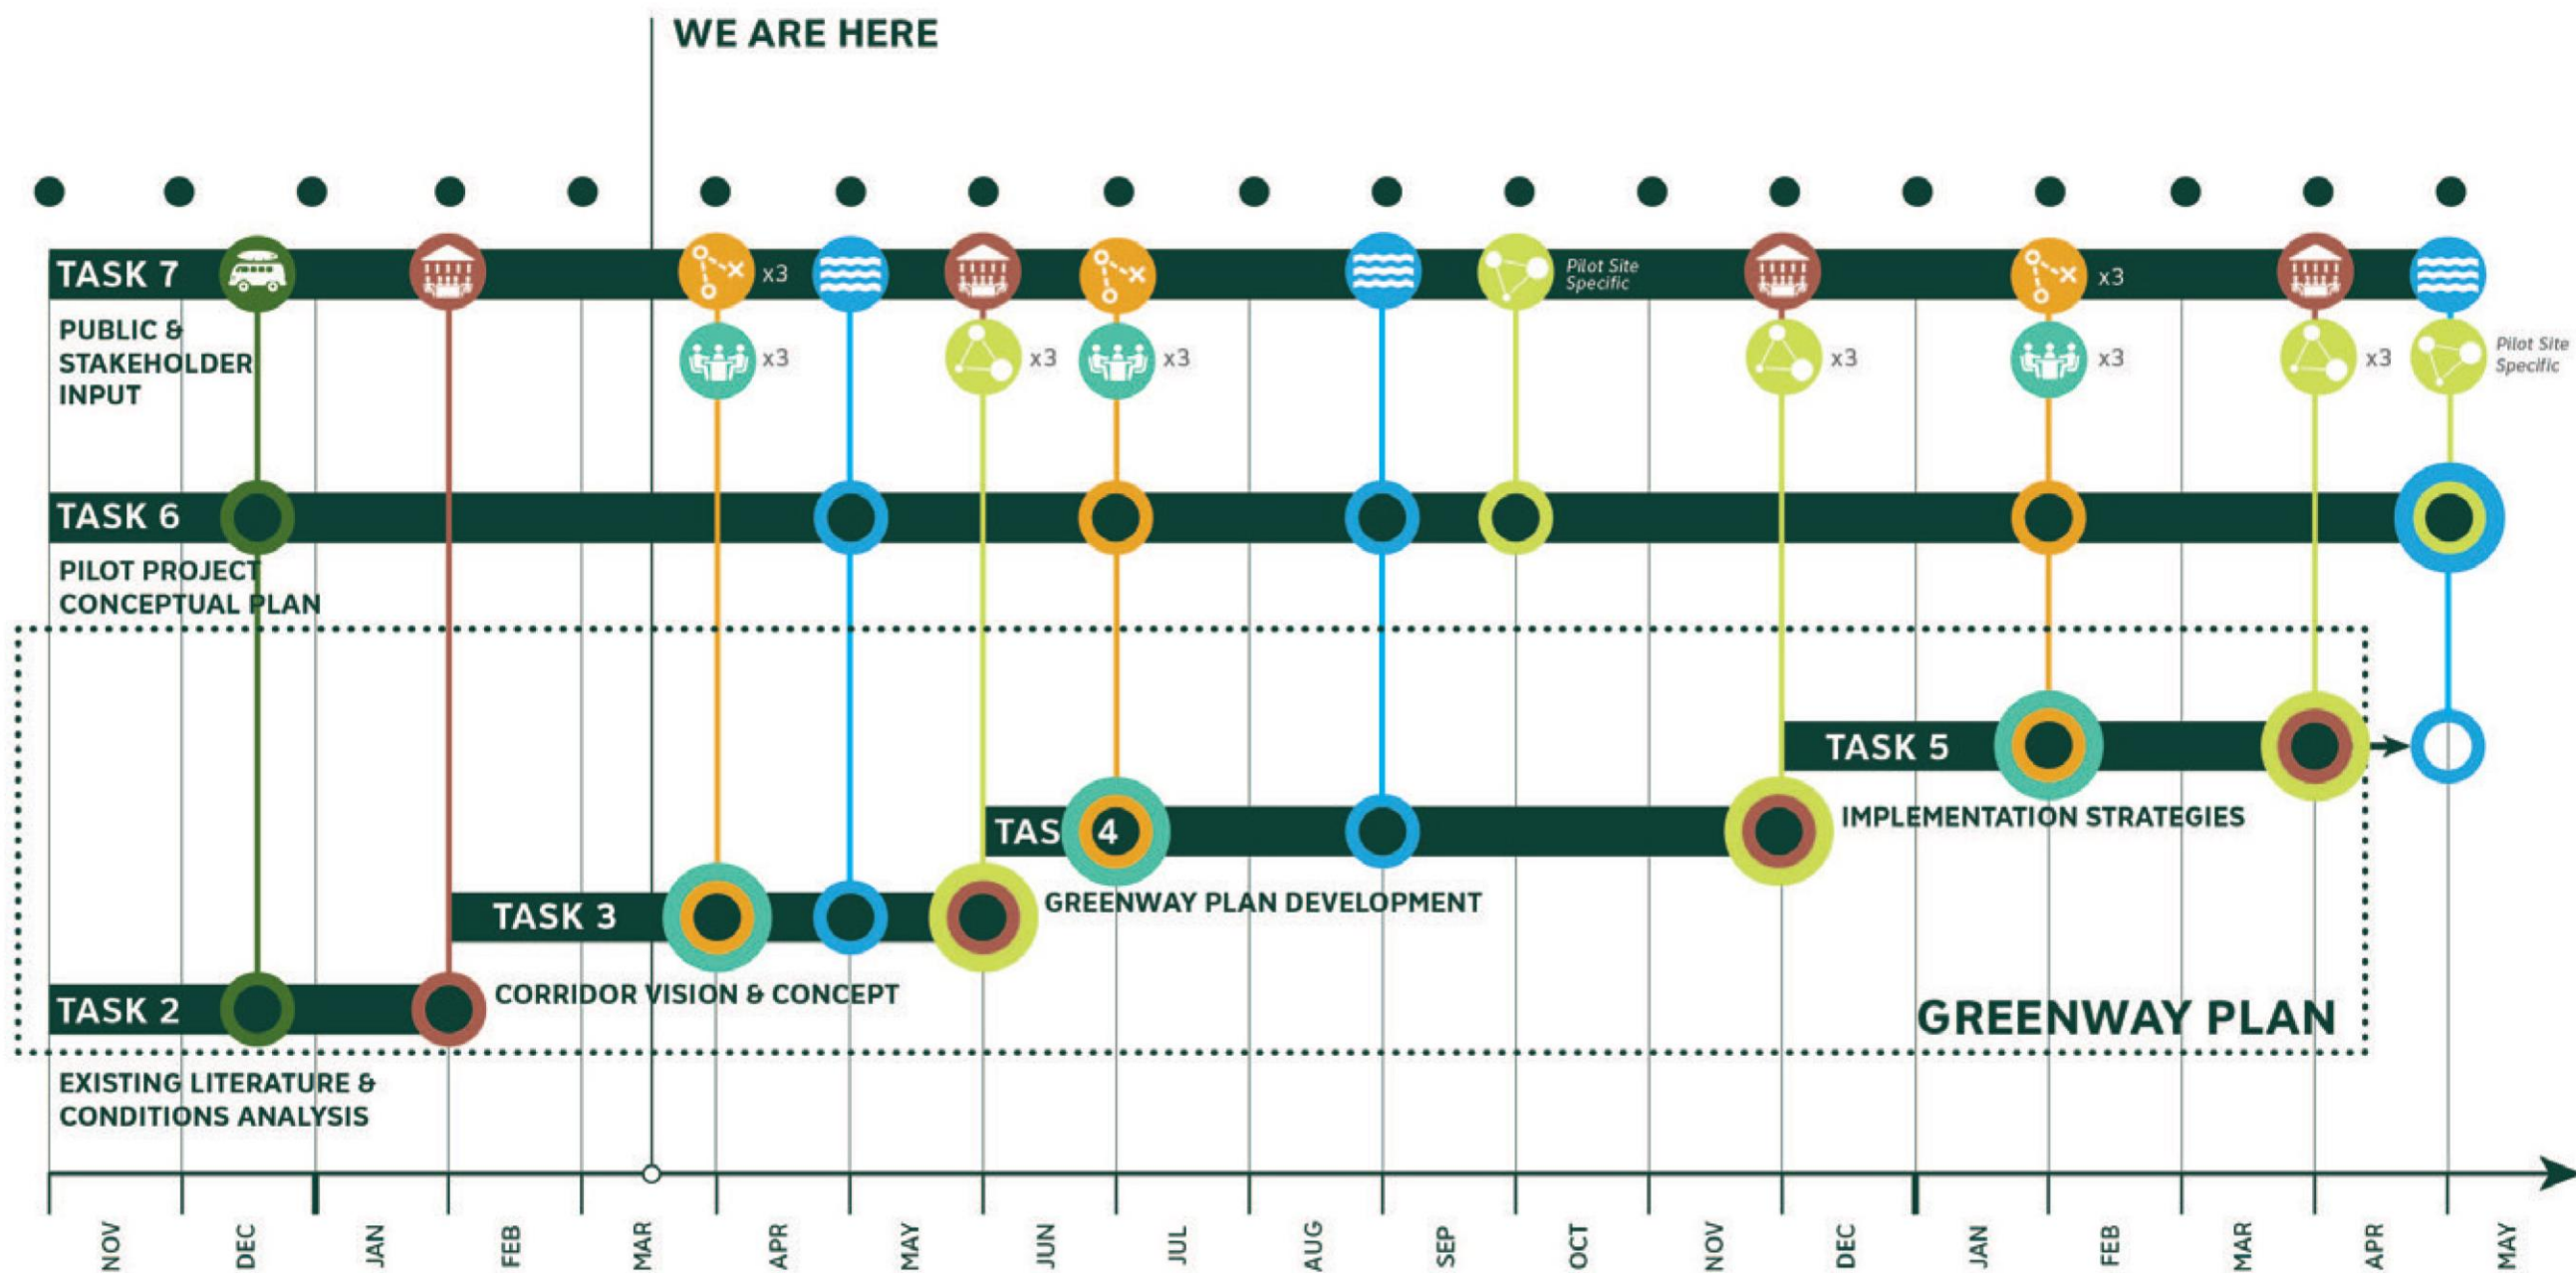 WE ARE HERE
TASK 7
x3
x3
Pilot Site
Specific
PUBLIC &
STAKEHOLDER
INPUT
x3
x3
x3
x3
x3
x3
Pilot Site
Specific
TASK 6
PILOT PROJECT
CONCEPTUAL PLAN
TASK 5
IMPLEMENTATION STRATEGIES
TAS 4
GREENWAY PLAN DEVELOPMENT
TASK 3
CORRIDOR VISION & CONCEPT
TASK 2
GREENWAY PLAN
EXISTING LITERATURE &
CONDITIONS ANALYSIS
NOV
DEC
JAN
FEB
MAR
APR
MAY
JUN
JUL
AUG
SEP
OCT
NOV
DEC
JAN
FEB
MAR
APR
MAY